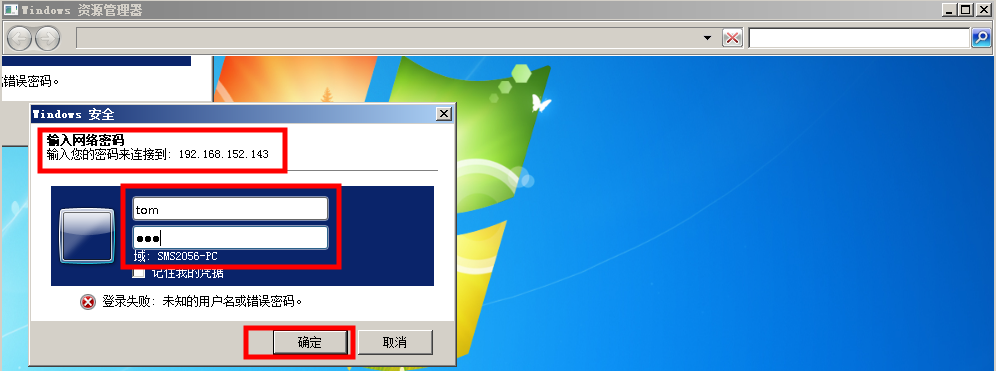 Windows 资源管理器
错误密码。
Windows 安全
输入网络密码
输入您的密码来连接到: 192.168.152.143
tom
域: SMS2056-PC
记住我的凭据
登录失败: 未知的用户名或错误密码。
确定
取消